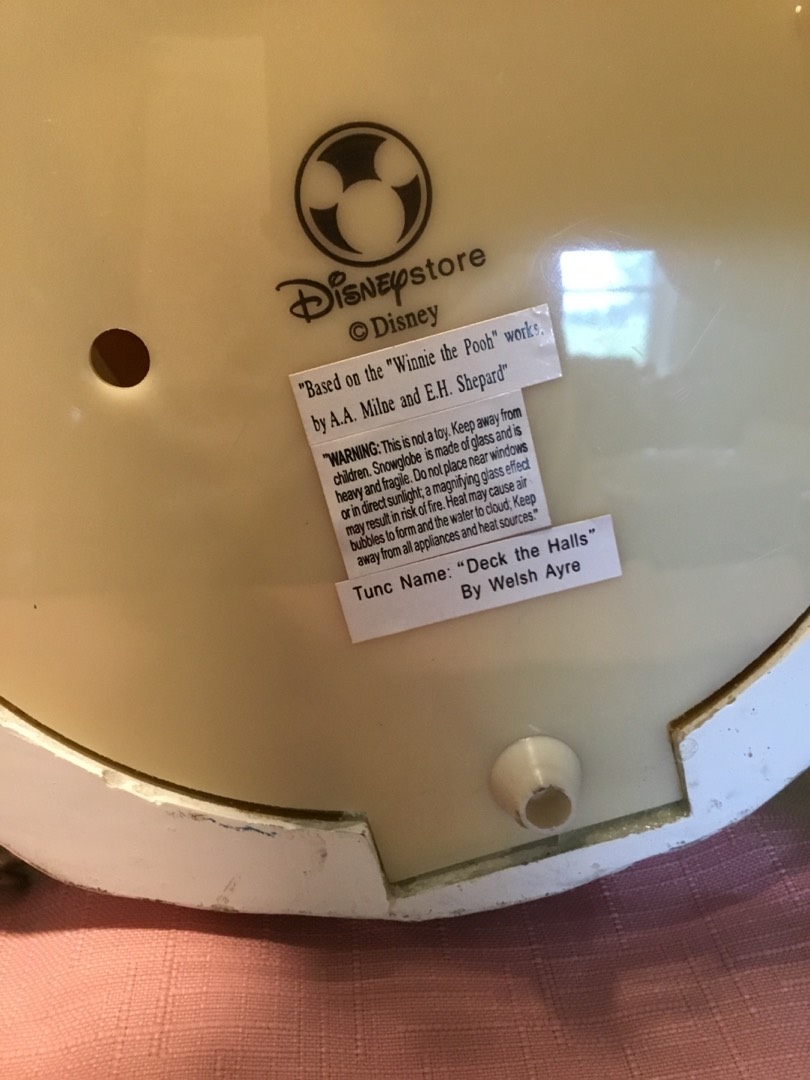 Disney store
© Disney
"Based on the "Winnie the Pooh" works.
by A.A. Milne and E.H. Shepard"
"WARNING: This is not a toy. Keep away from
children. Snowglobe is made of glass and is
heavy and fragile. Do not place near windows
or in direct sunlight; a magnifying glass effect
may result in risk of fire. Heat may cause air
bubbles to form and the water to cloud. Keep
away from all appliances and heat sources."
Tunc Name: "Deck the Halls"
By Welsh Ayre